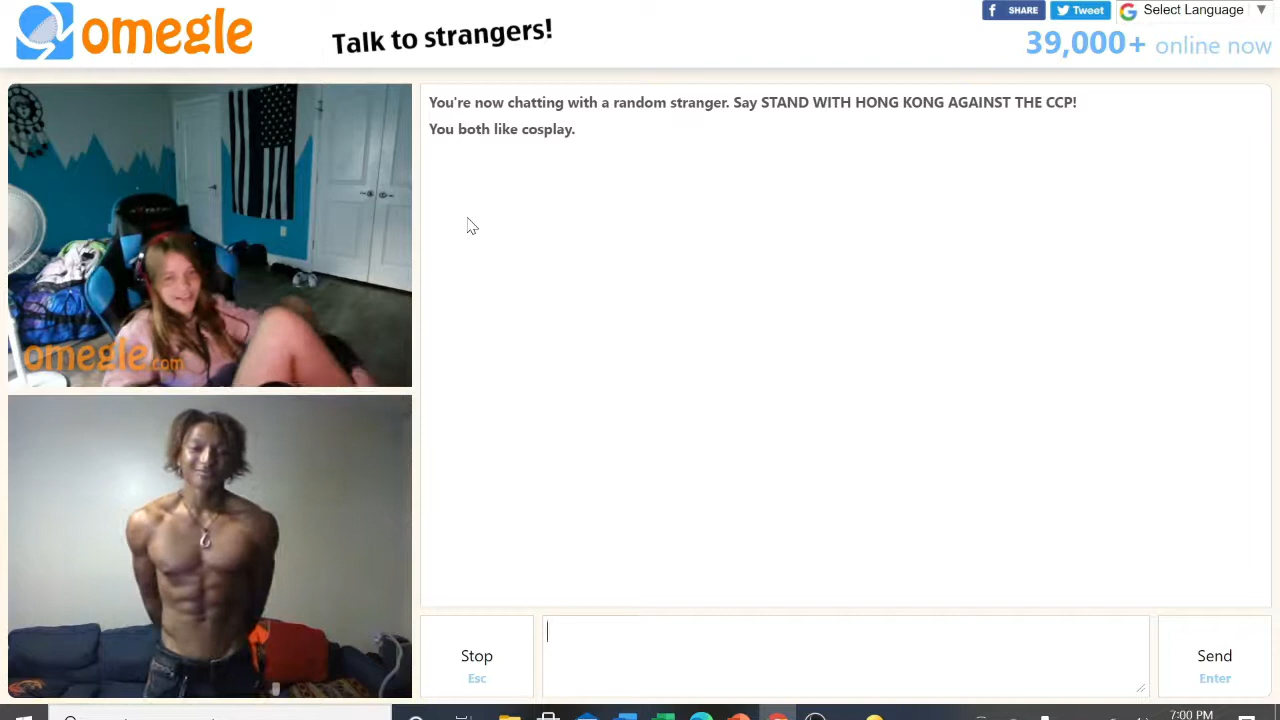 omegle
Talk to strangers!
SHARE
Tweet
Select Language
39,000+ online now
You're now chatting with a random stranger. Say STAND WITH HONG KONG AGAINST THE CCP!
You both like cosplay.
omegle.com
Stop
Esc
Send
Enter
7:00 PM